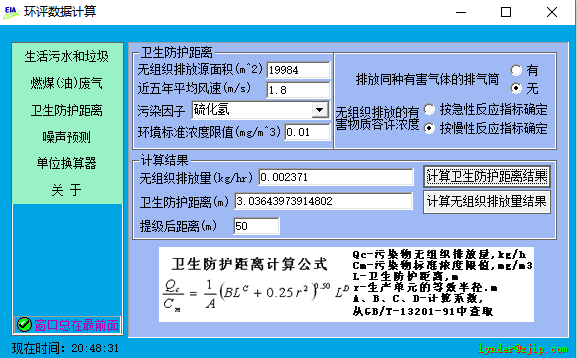 EIA 环评数据计算
生活污水和垃圾
燃煤(油)废气
卫生防护距离
噪声预测
单位换算器
关 于
窗口总在最前面
现在时间: 20:48:31
卫生防护距离
无组织排放源面积(m^2) 19984
近五年平均风速(m/s) 1.8
污染因子 硫化氢
环境标准浓度限值(mg/m^3) 0.01
排放同种有害气体的排气筒
有
无
无组织排放的有
害物质容许浓度
按急性反应指标确定
按慢性反应指标确定
计算结果
无组织排放量(kg/hr) 0.002371
卫生防护距离(m) 3.03643973914802
提级后距离(m) 50
计算卫生防护距离结果
计算无组织排放量结果
卫生防护距离计算公式
Qc/Cm = 1/A (BL^C + 0.25 r^2)^0.50 L^D
Qc-污染物无组织排放量,kg/h
Cm-污染物标准浓度限值,mg/m3
L-卫生防护距离,m
r-生产单元的等效半径.m
A、B、C、D-计算系数,
从GB/T-13201-91中查取
lynder@zjip.com